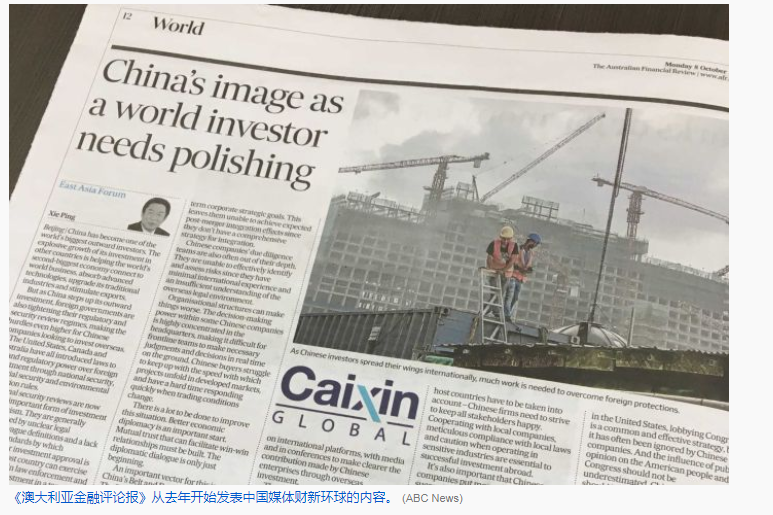 12
World
Monday 8 October
The Australian Financial Review | www.afr.
China's image as
a world investor
needs polishing
East Asia Forum
Xie Ping
Beijing | China has become one of the
world's biggest outward investors. The
explosive growth of its investment in
other countries is helping the world's
second-biggest economy connect to
world business, absorb advanced
technologies, upgrade its traditional
industries and stimulate exports.
But as China steps up its outward
investment, foreign governments are
also tightening their regulatory and
security review regimes, making the
hurdles even higher for Chinese
companies looking to invest overseas.
The United States, Canada and
Australia have all introduced laws to
and regulatory power over foreign
ment through national security,
ial security and environmental
ion rules.
al security reviews are now
important form of investment
ism. They are generally
ed by unclear legal
ague definitions and a lack
ndards by which
r investment approval is
st country can exercise
and enforcement
term corporate strategic goals. This
leaves them unable to achieve expected
post-merger integration effects since
they don't have a comprehensive
strategy for integration.
Chinese companies' due diligence
teams are also often out of their depth.
They are unable to effectively identify
and assess risks since they have
minimal international experience and
an insufficient understanding of the
overseas legal environment.
Organisational structures can make
things worse. The decision-making
power within some Chinese companies
is highly concentrated in the
headquarters, making it difficult for
frontline teams to make necessary
judgments and decisions in real time
on the ground. Chinese buyers struggle
to keep up with the speed with which
projects unfold in developed markets,
and have a hard time responding
quickly when trading conditions
change.
There is a lot to be done to improve
this situation. Better economic
diplomacy is an important start.
Mutual trust that can facilitate win-win
relationships must be built. The
diplomatic dialogue is only just
beginning.
An important vector for this
China's Belt and
As Chinese investors spread their wings internationally, much work is needed to overcome foreign protections.
Caixin
GLOBAL
on international platforms, with media
and in conferences to make clearer the
contribution made by Chinese
enterprises through overseas
investment.
host countries have to be taken into
account – Chinese firms need to strive
to keep all stakeholders happy.
Cooperating with local companies,
meticulous compliance with local laws
and caution when operating in
sensitive industries are essential to
successful investment abroad.
It's also important that Chinese
companies put
in the United States, lobbying Cong
is a common and effective strategy,
it has often been ignored by Chinese
companies. And the influence of pub
opinion on the American people and
Congress should not be
underestimated.
《澳大利亚金融评论报》从去年开始发表中国媒体财新环球的内容。 (ABC News)